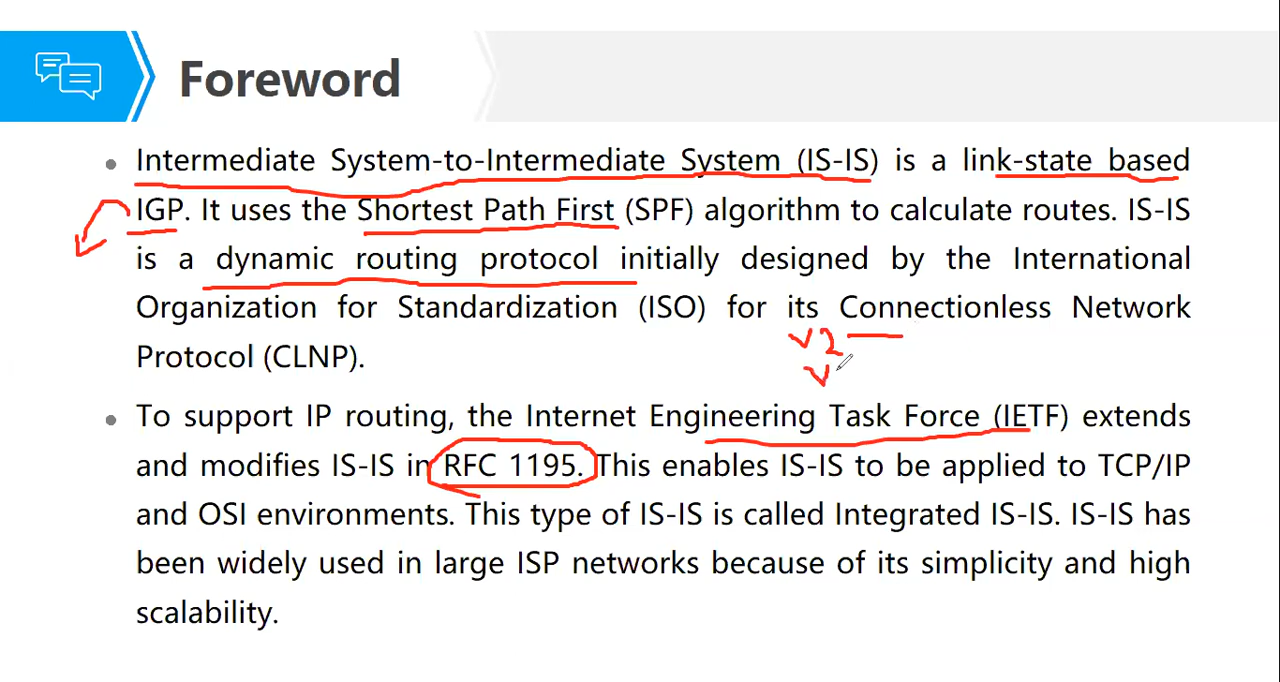 Foreword
• Intermediate System-to-Intermediate System (IS-IS) is a link-state based
IGP. It uses the Shortest Path First (SPF) algorithm to calculate routes. IS-IS
is a dynamic routing protocol initially designed by the International
Organization for Standardization (ISO) for its Connectionless Network
Protocol (CLNP).
v2
v
• To support IP routing, the Internet Engineering Task Force (IETF) extends
and modifies IS-IS in RFC 1195. This enables IS-IS to be applied to TCP/IP
and OSI environments. This type of IS-IS is called Integrated IS-IS. IS-IS has
been widely used in large ISP networks because of its simplicity and high
scalability.